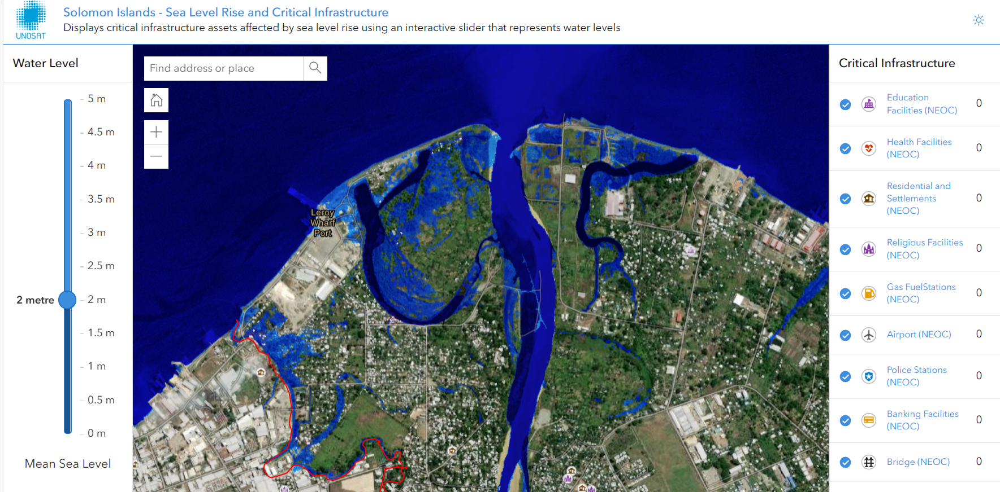 UNOSAT
Solomon Islands - Sea Level Rise and Critical Infrastructure
Displays critical infrastructure assets affected by sea level rise using an interactive slider that represents water levels
Water Level
5 m
4.5 m
4 m
3.5 m
3 m
2.5 m
2 metre
2 m
1.5 m
1 m
0.5 m
0 m
Mean Sea Level
Find address or place
Leroy
Wharf
Port
Critical Infrastructure
Education
Facilities (NEOC)
0
Health Facilities
(NEOC)
0
Residential and
Settlements
(NEOC)
0
Religious Facilities
(NEOC)
0
Gas FuelStations
(NEOC)
0
Airport (NEOC)
0
Police Stations
(NEOC)
0
Banking Facilities
(NEOC)
0
Bridge (NEOC)
0